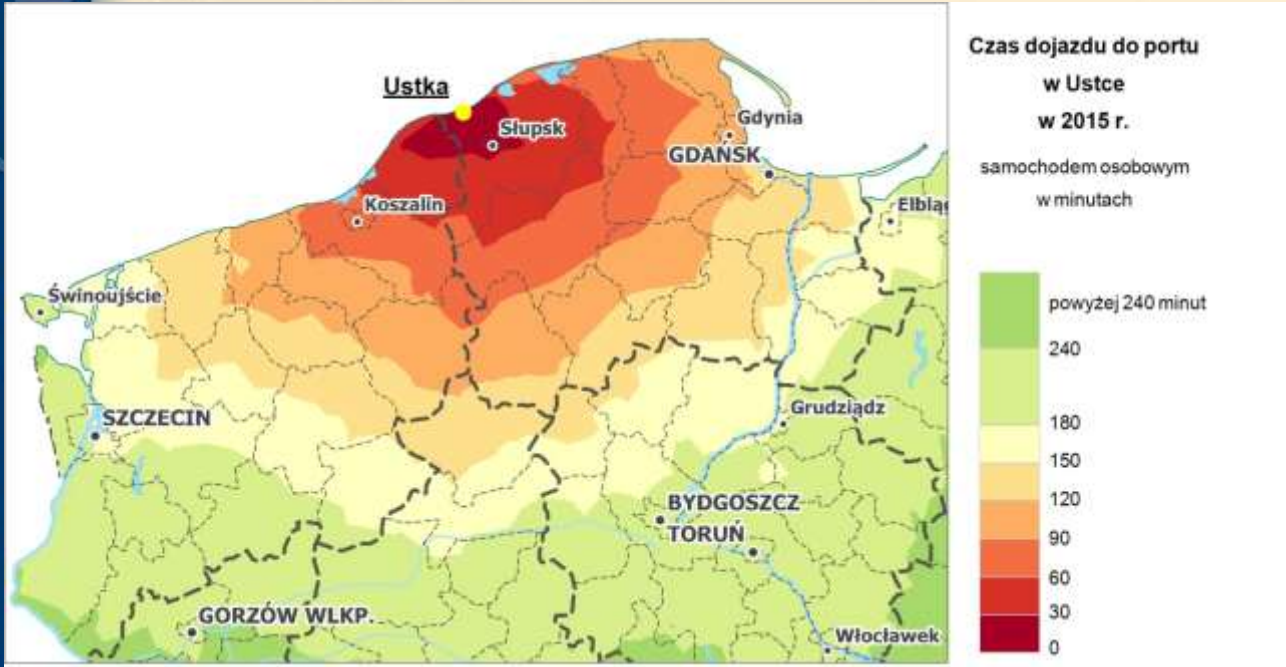 Ustka
Słupsk
Gdynia
GDAŃSK
Koszalin
Elbląg
Świnoujście
SZCZECIN
Grudziądz
BYDGOSZCZ
TORUŃ
GORZÓW WLKP.
Włocławek
Czas dojazdu do portu
w Ustce
w 2015 r.
samochodem osobowym
w minutach
powyżej 240 minut
240
180
150
120
90
60
30
0